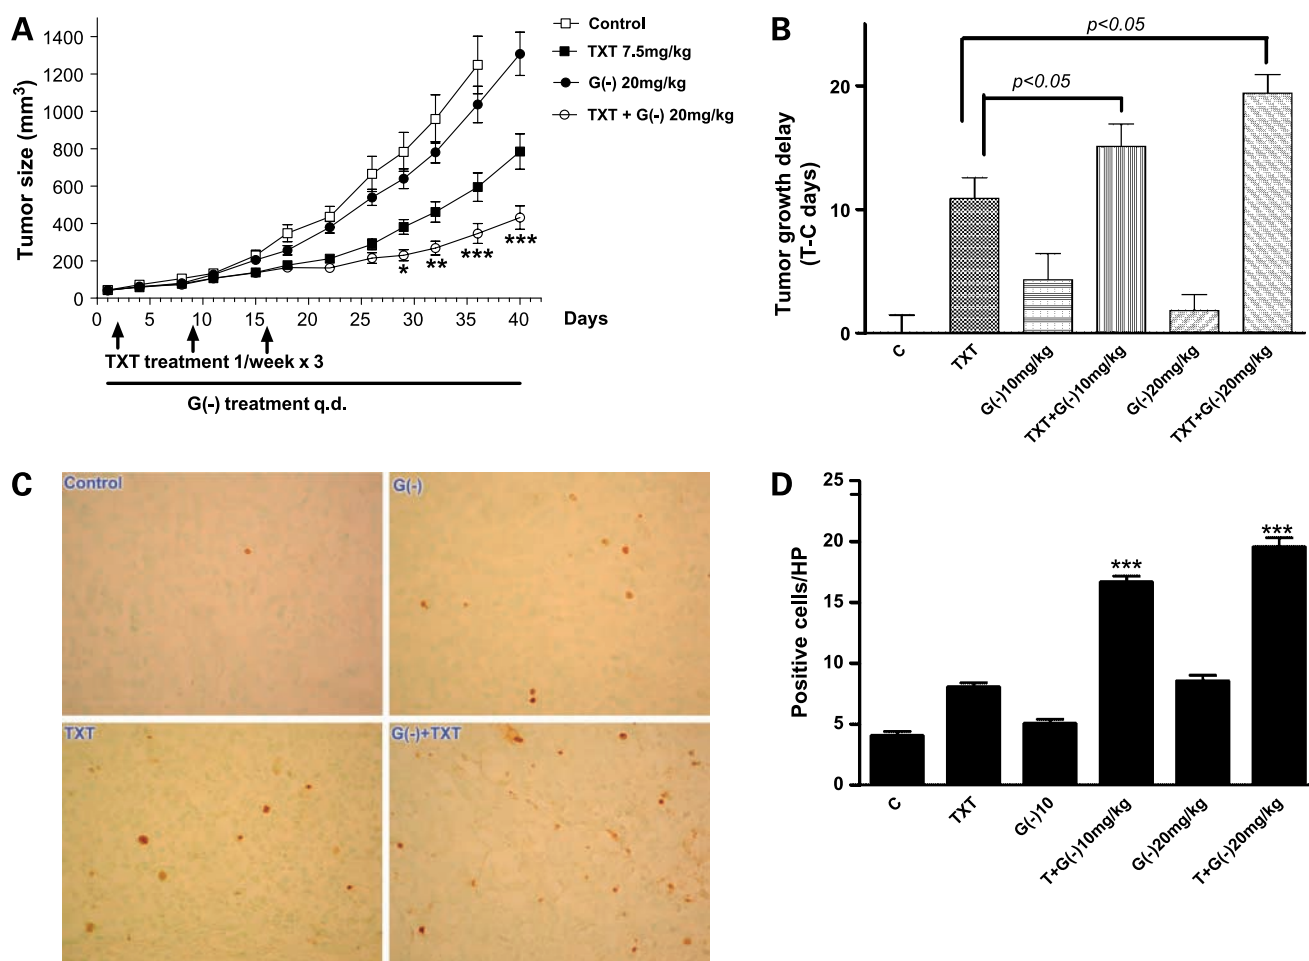 A
Control
TXT 7.5mg/kg
G(-) 20mg/kg
TXT + G(-) 20mg/kg
Tumor size (mm3)
1400
1200
1000
800
600
400
200
0
* ** *** ***
0 5 10 15 20 25 30 35 40 Days
TXT treatment 1/week x 3
G(-) treatment q.d.
B
p<0.05
p<0.05
Tumor growth delay
(T-C days)
20
10
0
C
TXT
G(-)10mg/kg
TXT+G(-)10mg/kg
G(-)20mg/kg
TXT+G(-)20mg/kg
C
Control
G(-)
TXT
G(-)+TXT
D
Positive cells/HP
25
20
15
10
5
0
***
***
C
TXT
G(-)10
T+G(-)10mg/kg
G(-)20mg/kg
T+G(-)20mg/kg